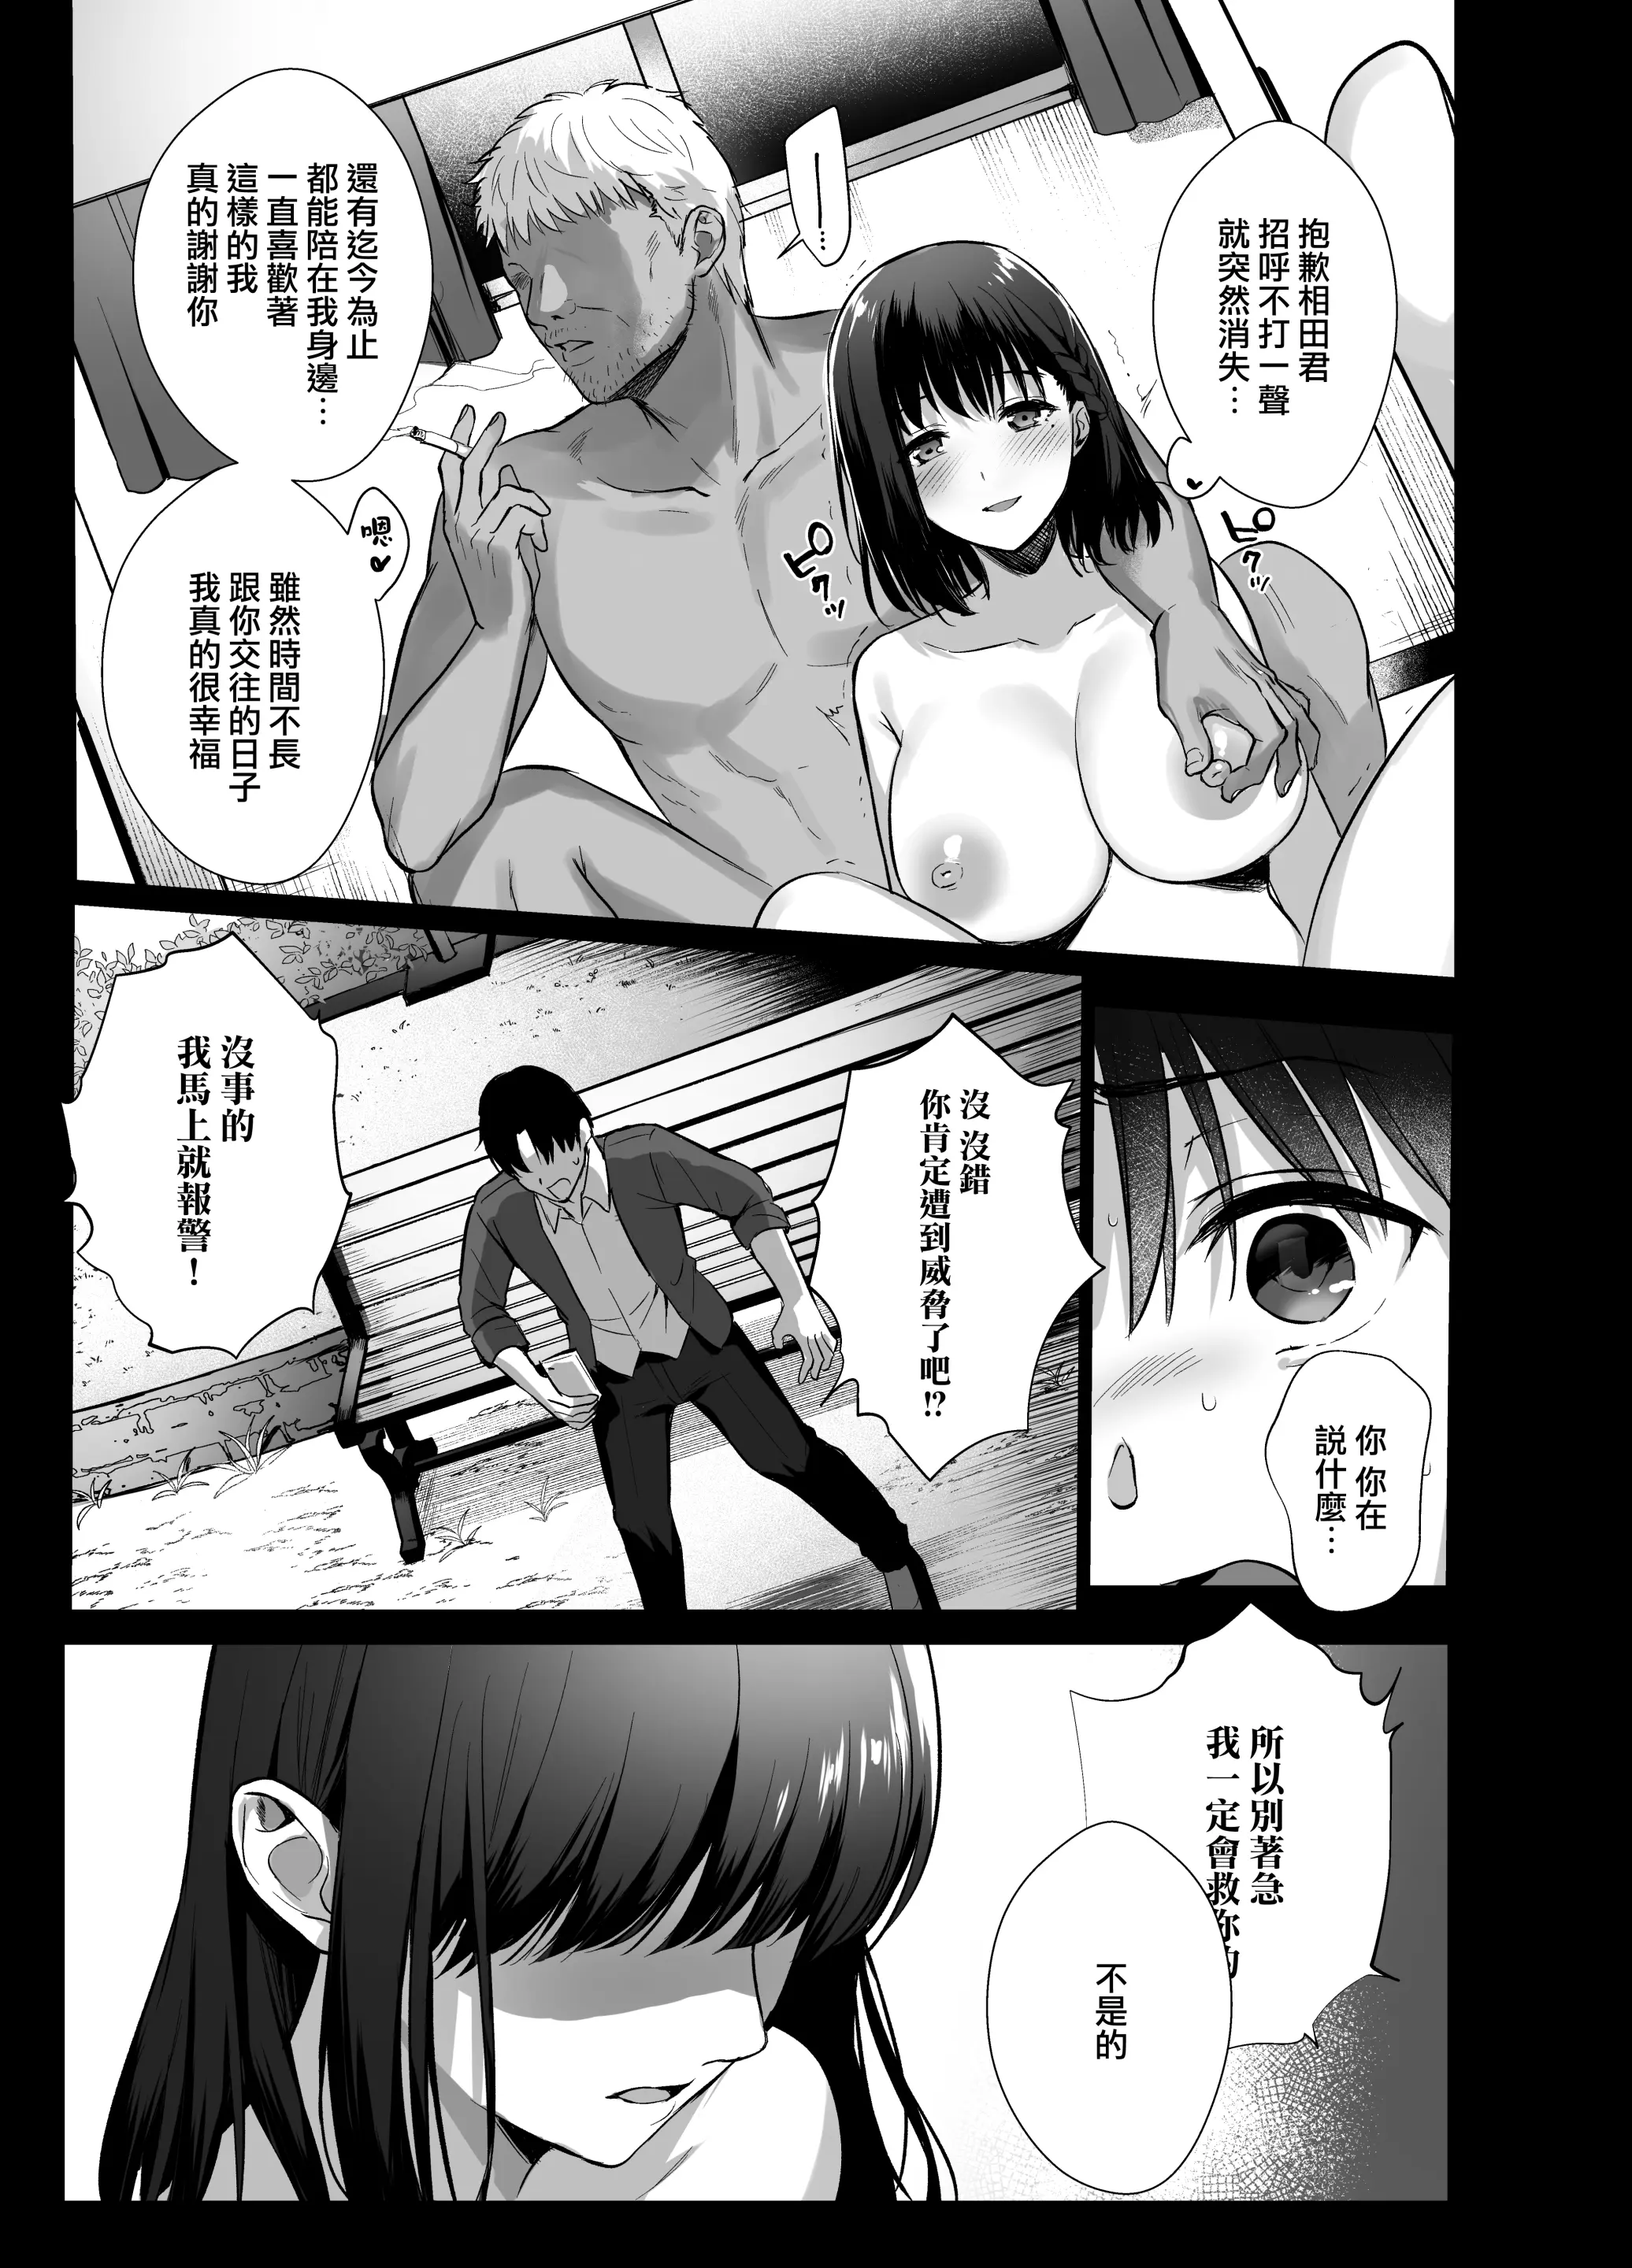 抱歉相田君
招呼不打一聲
就突然消失…
…
ピクッ
ピクッ
還有迄今為止
都能陪在我身邊…
一直喜歡著
這樣的我
真的謝謝你
嗯♥
雖然時間不長
跟你交往的日子
我真的很幸福
你 你在
説什麼…
沒 沒錯
你肯定遭到威脅了吧!?
沒事的
我馬上就報警！
所以別著急
我一定會救你的
不是的